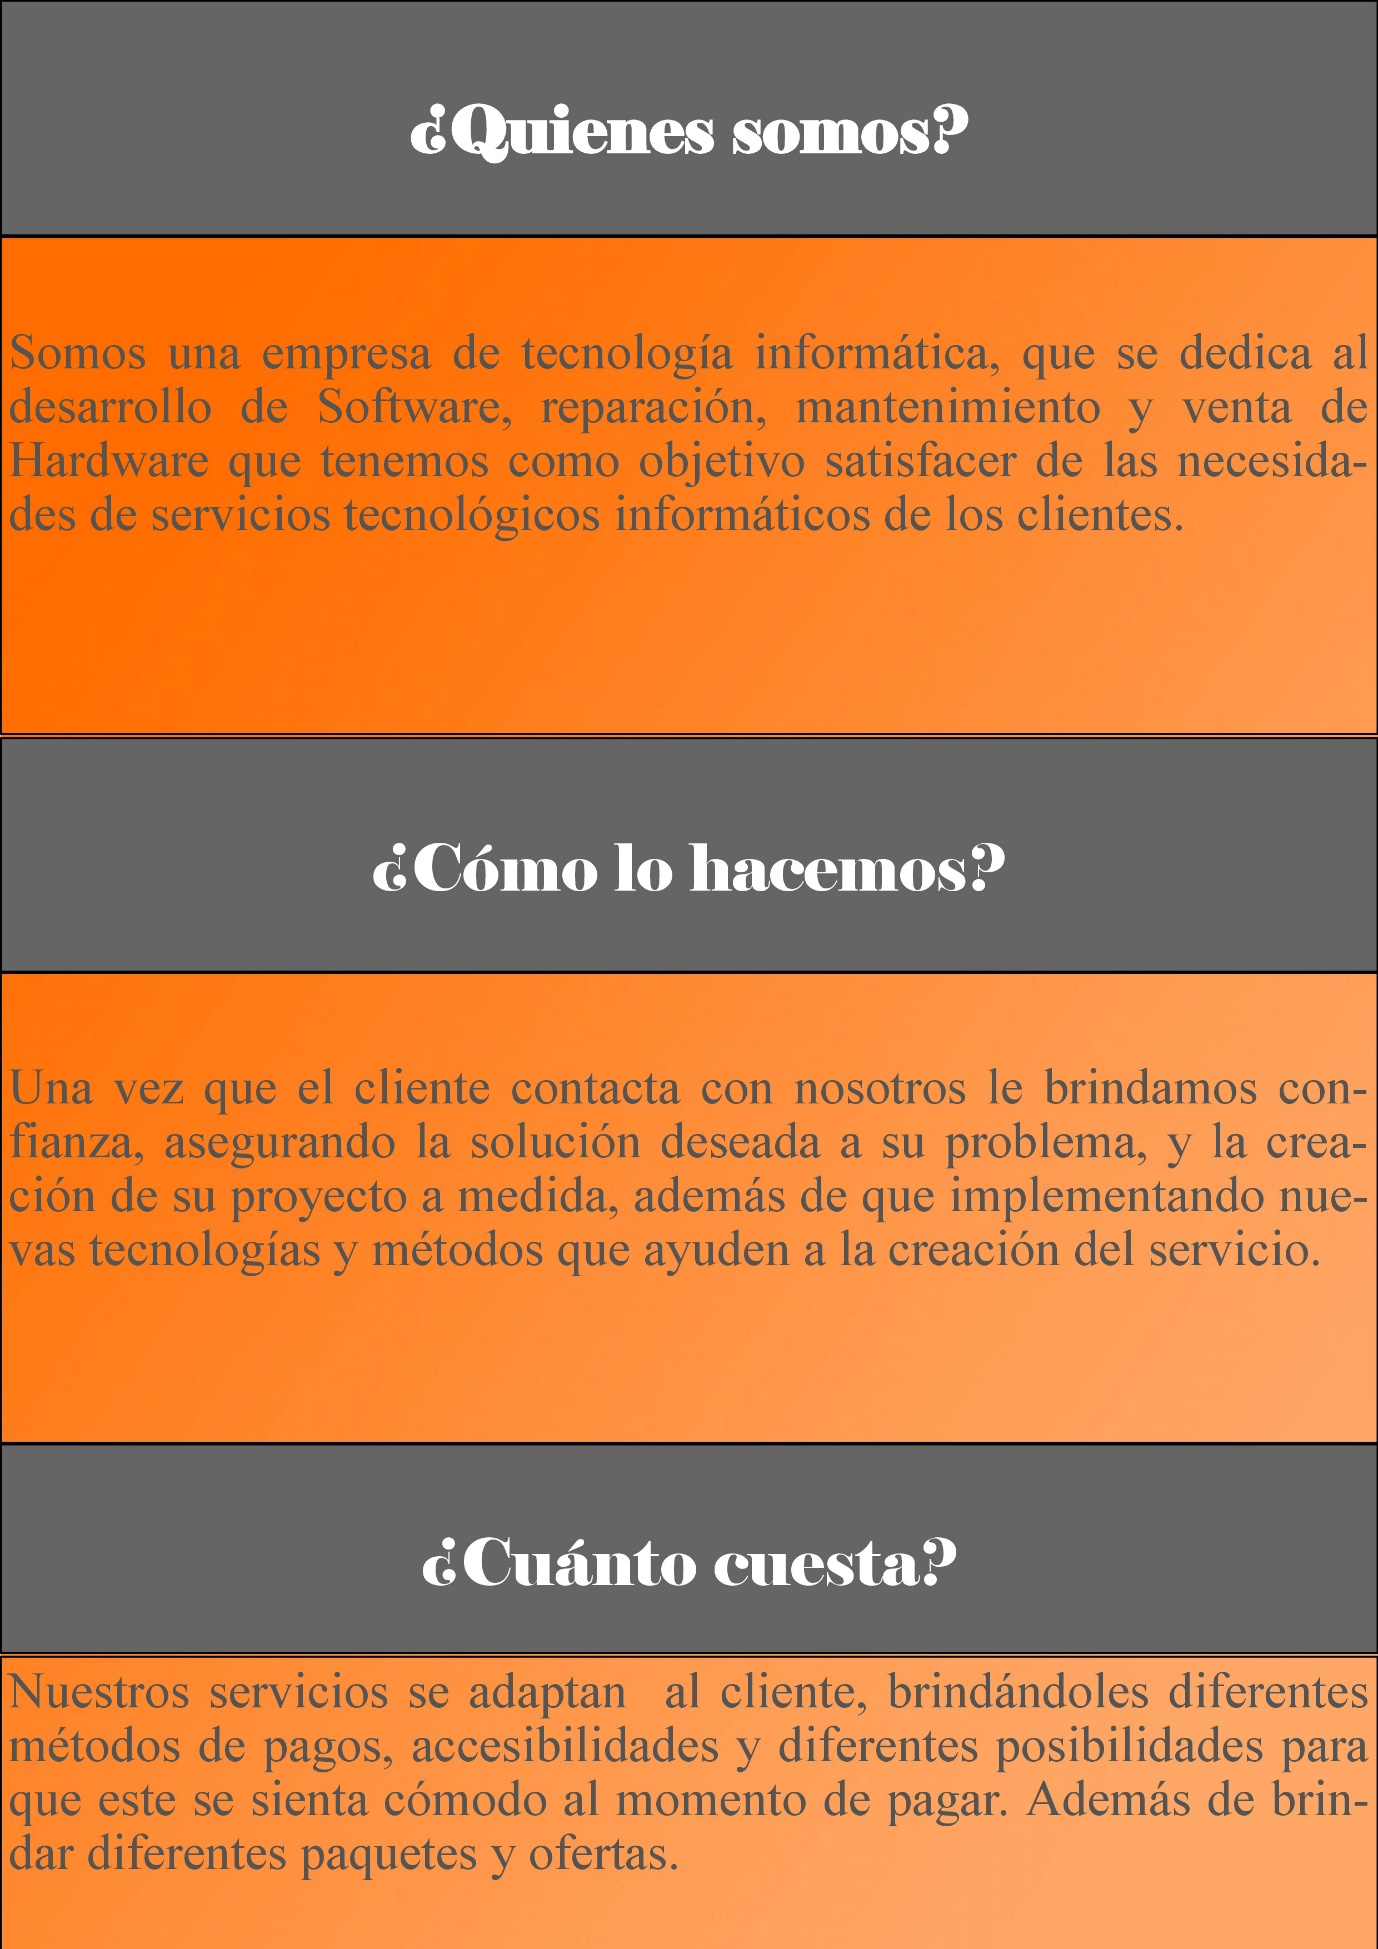 ¿Quienes somos?
Somos una empresa de tecnología informática, que se dedica al
desarrollo de Software, reparación, mantenimiento y venta de
Hardware que tenemos como objetivo satisfacer de las necesida-
des de servicios tecnológicos informáticos de los clientes.
¿Cómo lo hacemos?
Una vez que el cliente contacta con nosotros le brindamos con-
fianza, asegurando la solución deseada a su problema, y la crea-
ción de su proyecto a medida, además de que implementando nue-
vas tecnologías y métodos que ayuden a la creación del servicio.
¿Cuánto cuesta?
Nuestros servicios se adaptan  al cliente, brindándoles diferentes
métodos de pagos, accesibilidades y diferentes posibilidades para
que este se sienta cómodo al momento de pagar. Además de brin-
dar diferentes paquetes y ofertas.